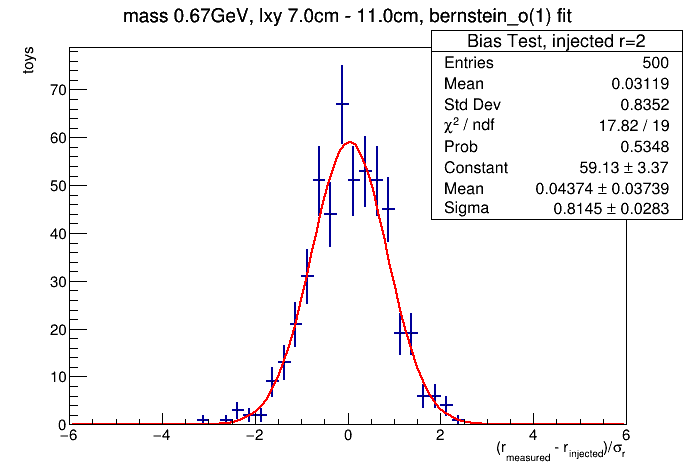 mass 0.67GeV, lxy 7.0cm - 11.0cm, bernstein_o(1) fit
Bias Test, injected r=2
Entries 500
Mean 0.03119
Std Dev 0.8352
χ² / ndf 17.82 / 19
Prob 0.5348
Constant 59.13 ± 3.37
Mean 0.04374 ± 0.03739
Sigma 0.8145 ± 0.0283
toys
70
60
50
40
30
20
10
0
−6 −4 −2 0 2 4 6
(r_measured - r_injected)/σ_r